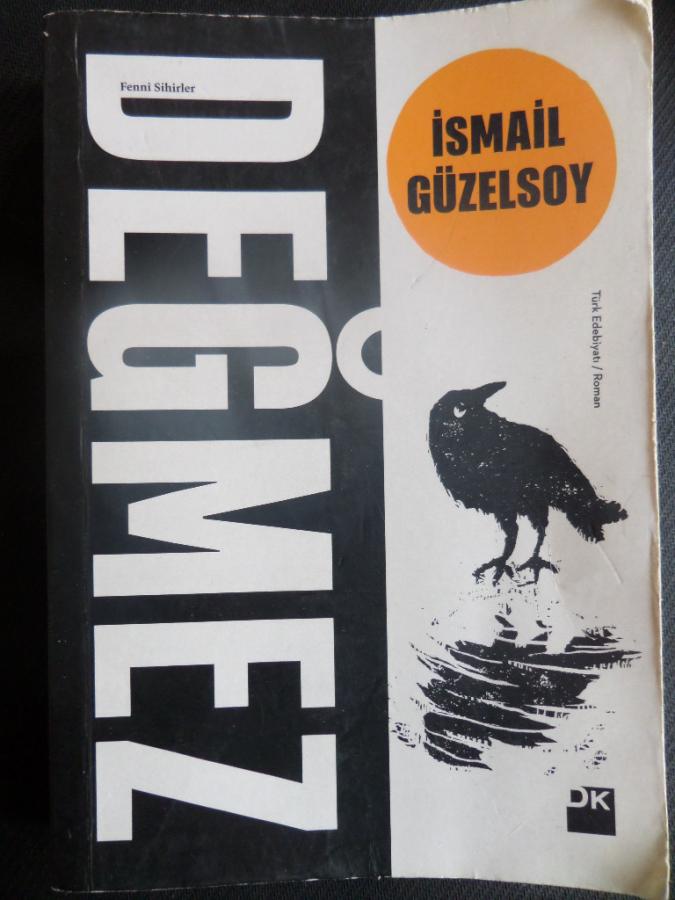 Fenni Sihirler
DEĞMEZ
İSMAİL
GÜZELSOY
Türk Edebiyatı / Roman
DK